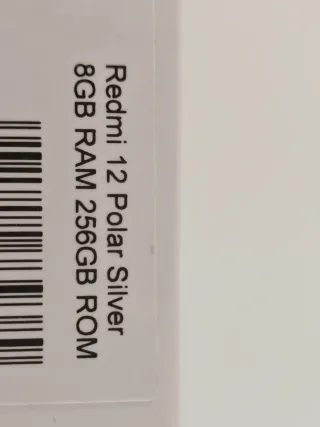 Redmi 12 Polar Silver
8GB RAM 256GB ROM